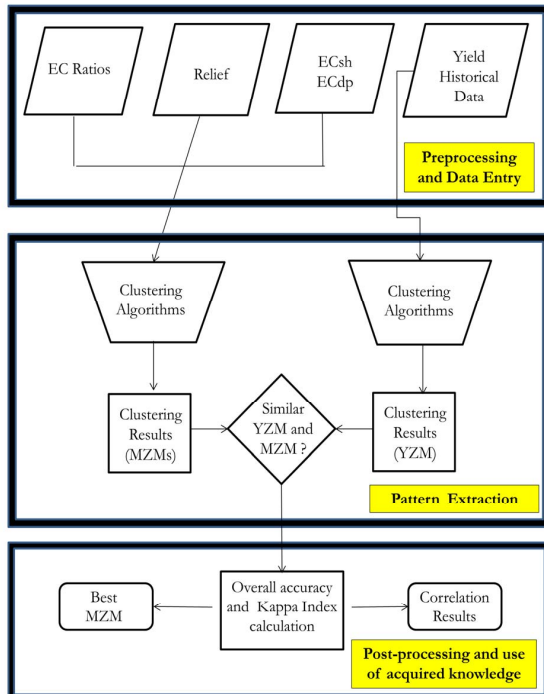 EC Ratios
Relief
ECsh
ECdp
Yield
Historical
Data
Preprocessing
and Data Entry
Clustering
Algorithms
Clustering
Algorithms
Clustering
Results
(MZMs)
Similar
YZM and
MZM ?
Clustering
Results
(YZM)
Pattern Extraction
Best
MZM
Overall accuracy
and Kappa Index
calculation
Correlation
Results
Post-processing and use
of acquired knowledge